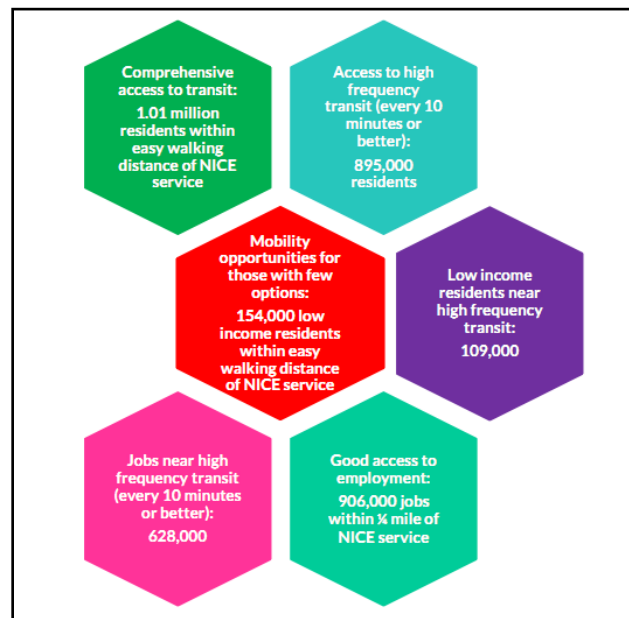 Comprehensive
access to transit:
1.01 million
residents within
easy walking
distance of NICE
service
Access to high
frequency
transit (every 10
minutes or
better):
895,000
residents
Mobility
opportunities for
those with few
options:
154,000 low
income residents
within easy
walking distance
of NICE service
Low income
residents near
high frequency
transit:
109,000
Jobs near high
frequency transit
(every 10 minutes
or better):
628,000
Good access to
employment:
906,000 jobs
within ¼ mile of
NICE service